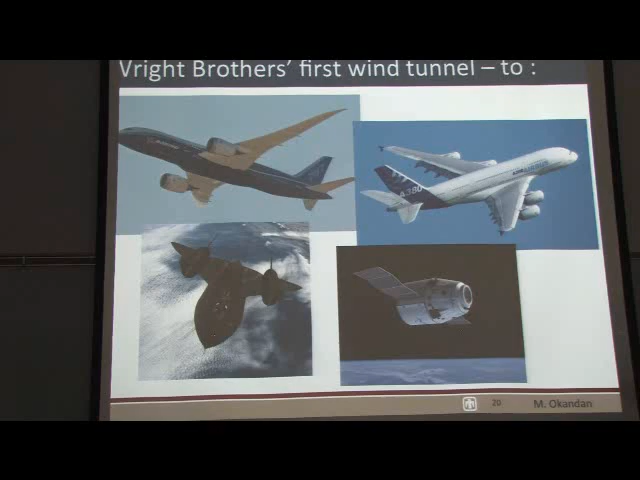 Vright Brothers' first wind tunnel – to :
A380
20
M. Okandan